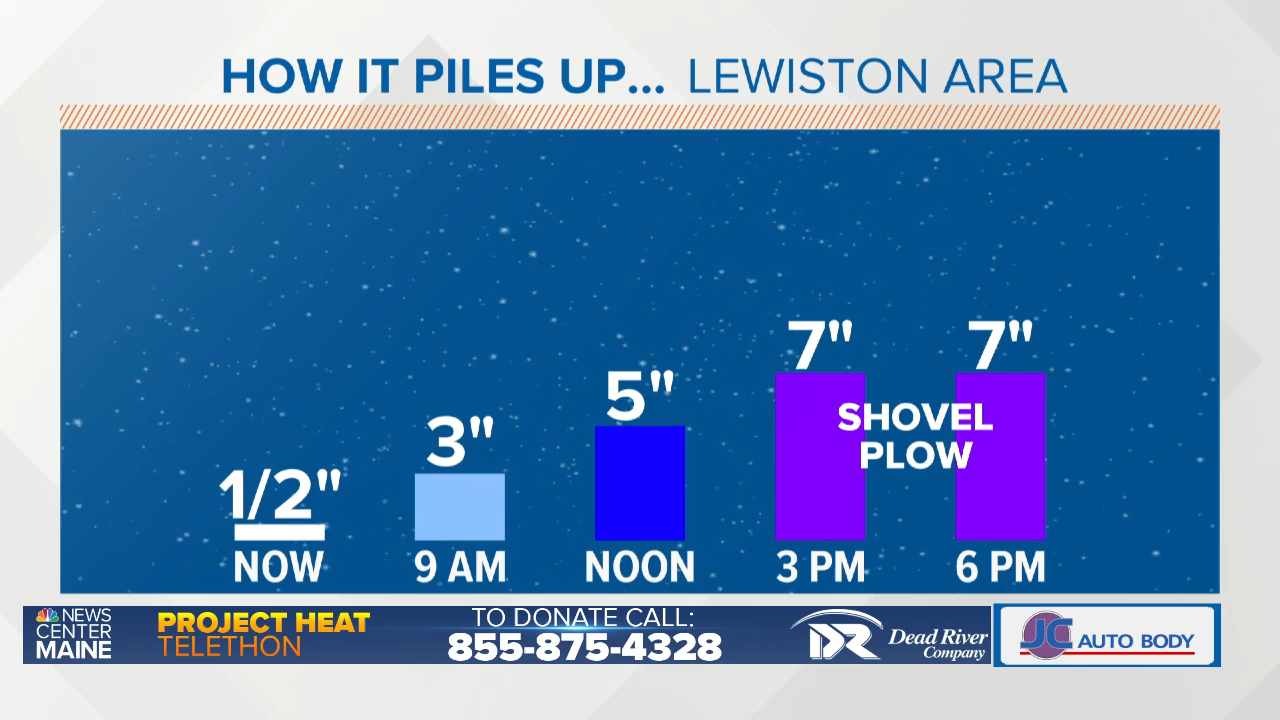 HOW IT PILES UP... LEWISTON AREA
1/2"
3"
5"
7"
7"
SHOVEL
PLOW
NOW
9 AM
NOON
3 PM
6 PM
NEWS
CENTER
MAINE
PROJECT HEAT
TELETHON
TO DONATE CALL:
855-875-4328
DR
Dead River
Company
JC AUTO BODY